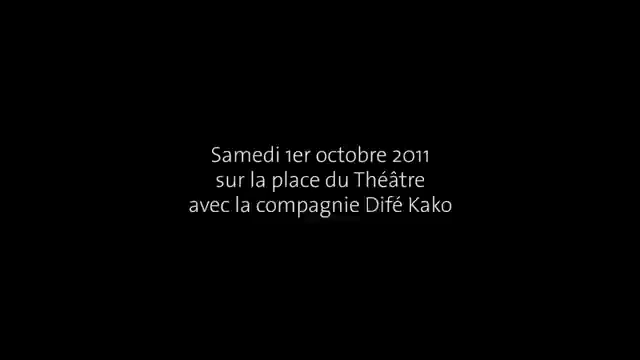 Samedi 1er octobre 2011
sur la place du Théâtre
avec la compagnie Difé Kako